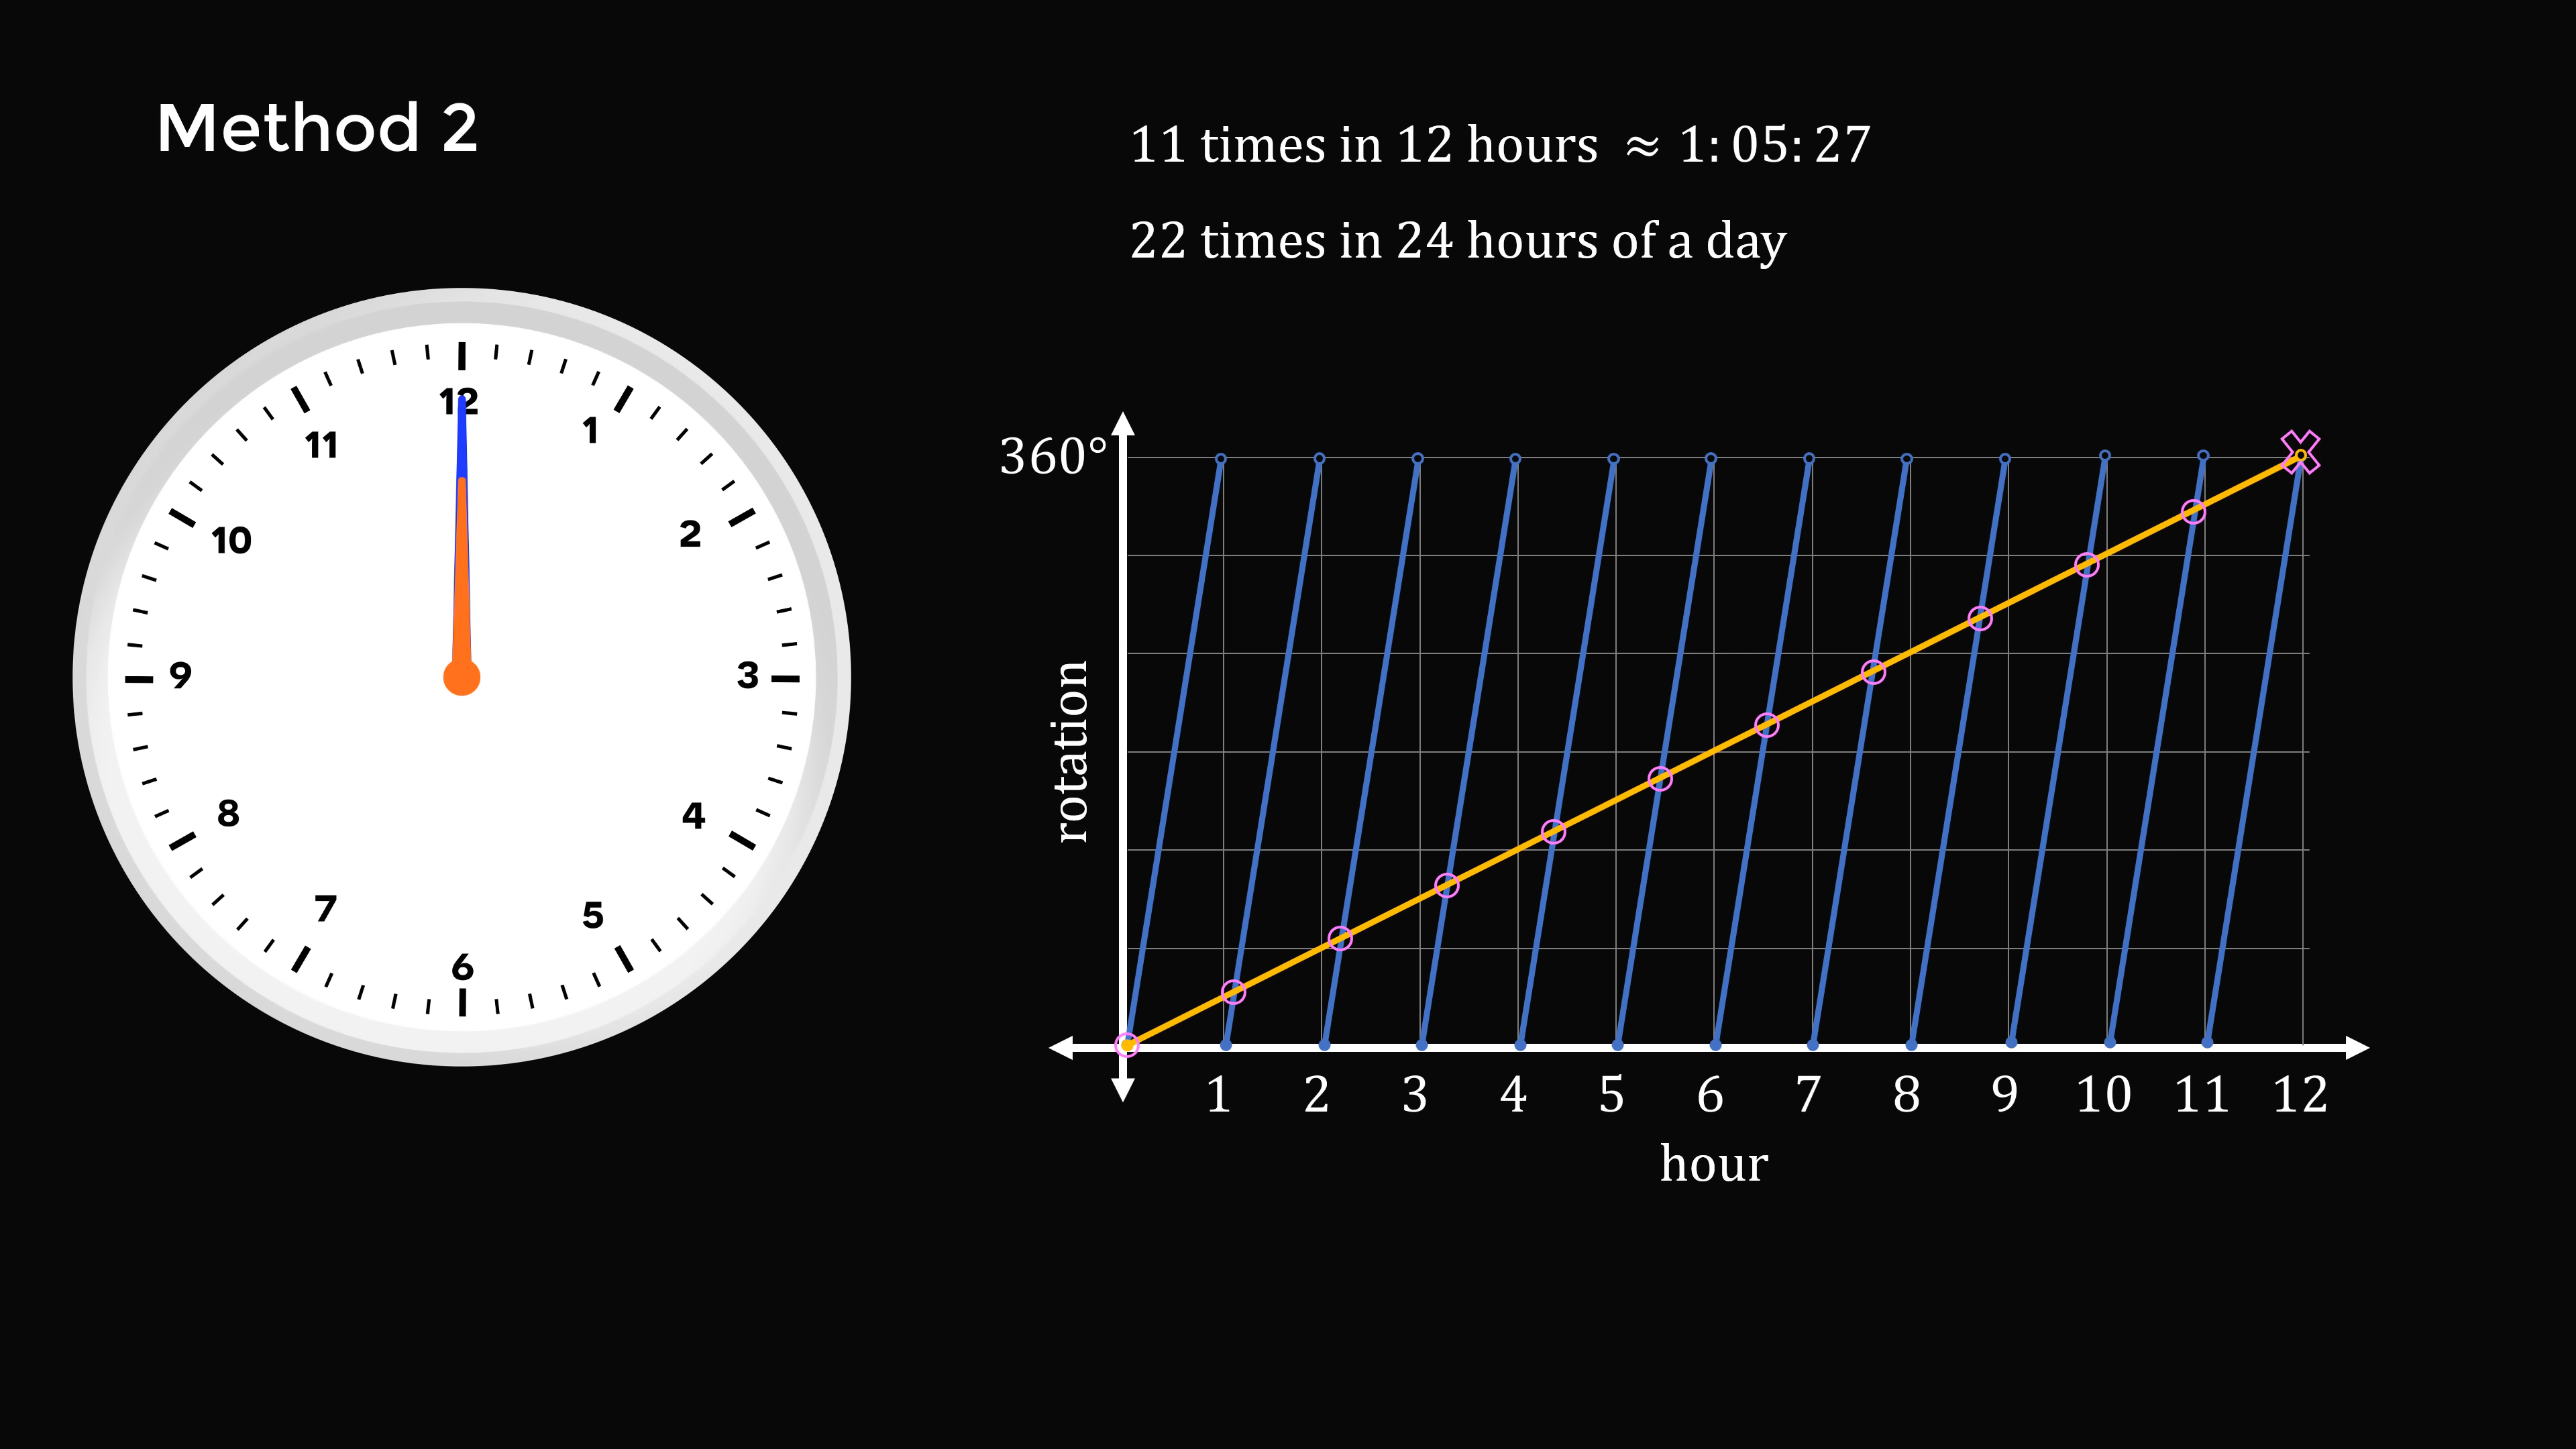 Method 2
11 times in 12 hours ≈ 1: 05: 27
22 times in 24 hours of a day
12
1
2
3
4
5
6
7
8
9
10
11
360°
rotation
1 2 3 4 5 6 7 8 9 10 11 12
hour